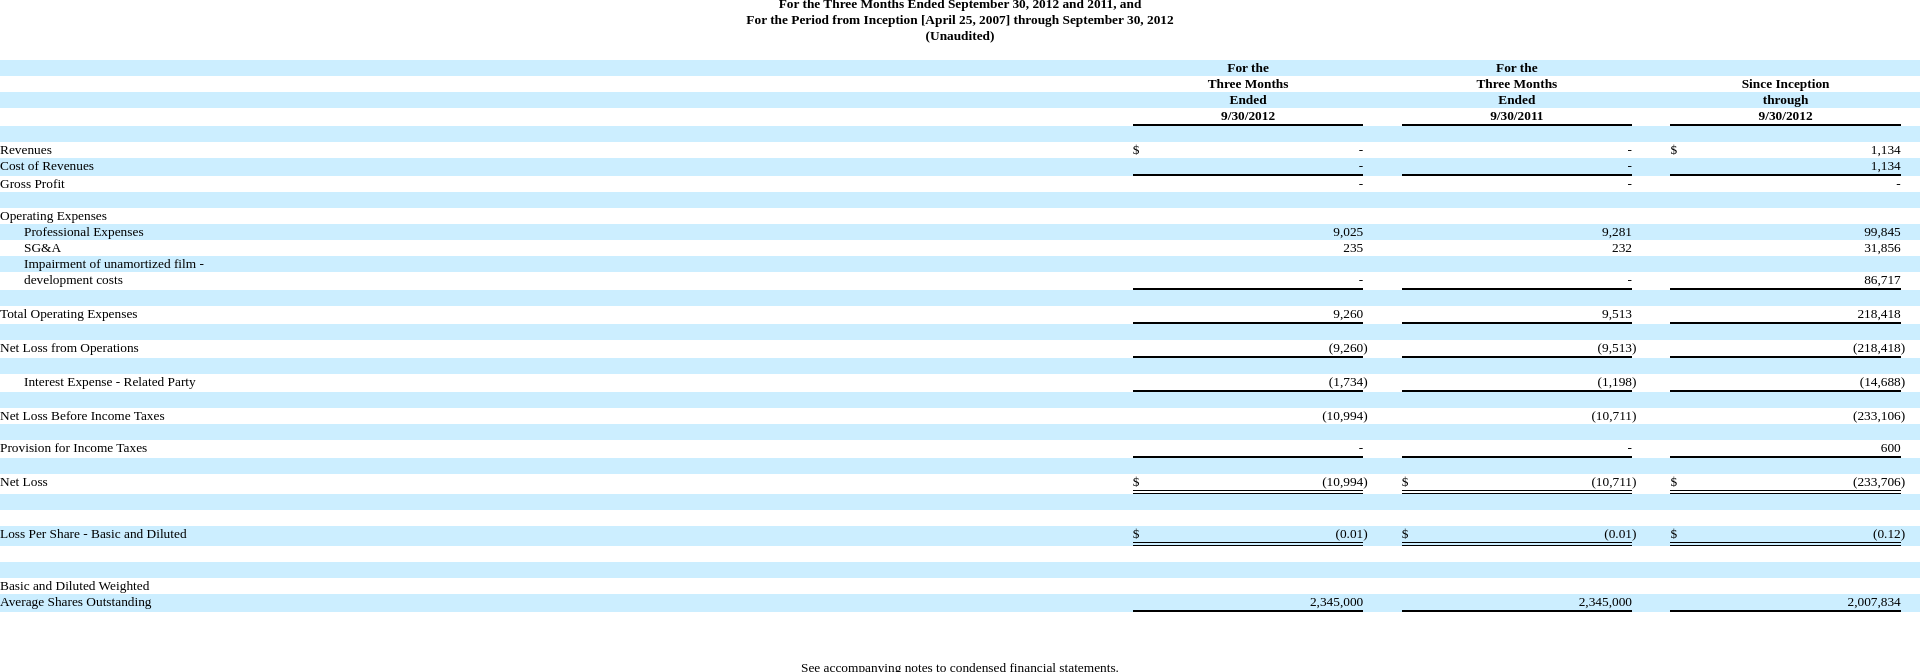 For the Three Months Ended September 30, 2012 and 2011, and
For the Period from Inception [April 25, 2007] through September 30, 2012
(Unaudited)
For the For the
Three Months Three Months Since Inception
Ended Ended through
9/30/2012 9/30/2011 9/30/2012
Revenues $ - - $ 1,134
Cost of Revenues - - 1,134
Gross Profit - - -
Operating Expenses
Professional Expenses 9,025 9,281 99,845
SG&A 235 232 31,856
Impairment of unamortized film -
development costs - - 86,717
Total Operating Expenses 9,260 9,513 218,418
Net Loss from Operations (9,260) (9,513) (218,418)
Interest Expense - Related Party (1,734) (1,198) (14,688)
Net Loss Before Income Taxes (10,994) (10,711) (233,106)
Provision for Income Taxes - - 600
Net Loss $ (10,994) $ (10,711) $ (233,706)
Loss Per Share - Basic and Diluted $ (0.01) $ (0.01) $ (0.12)
Basic and Diluted Weighted
Average Shares Outstanding 2,345,000 2,345,000 2,007,834
See accompanying notes to condensed financial statements.